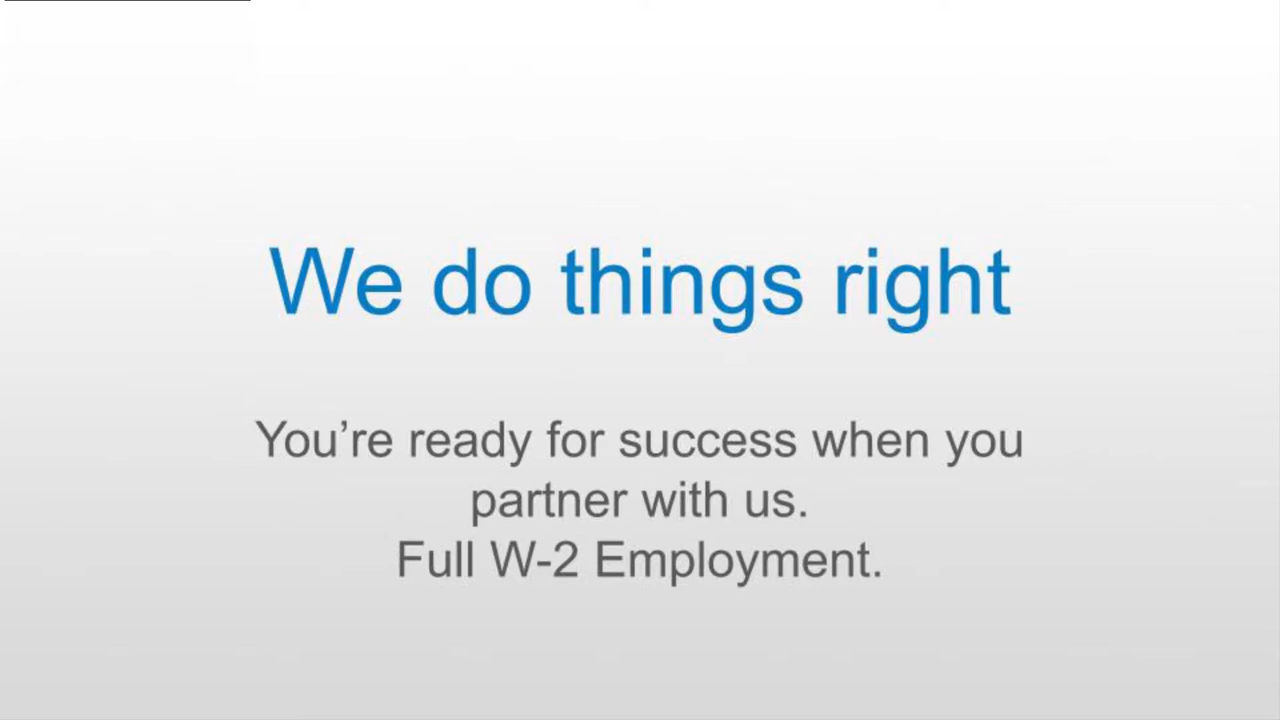 We do things right
You’re ready for success when you
partner with us.
Full W-2 Employment.